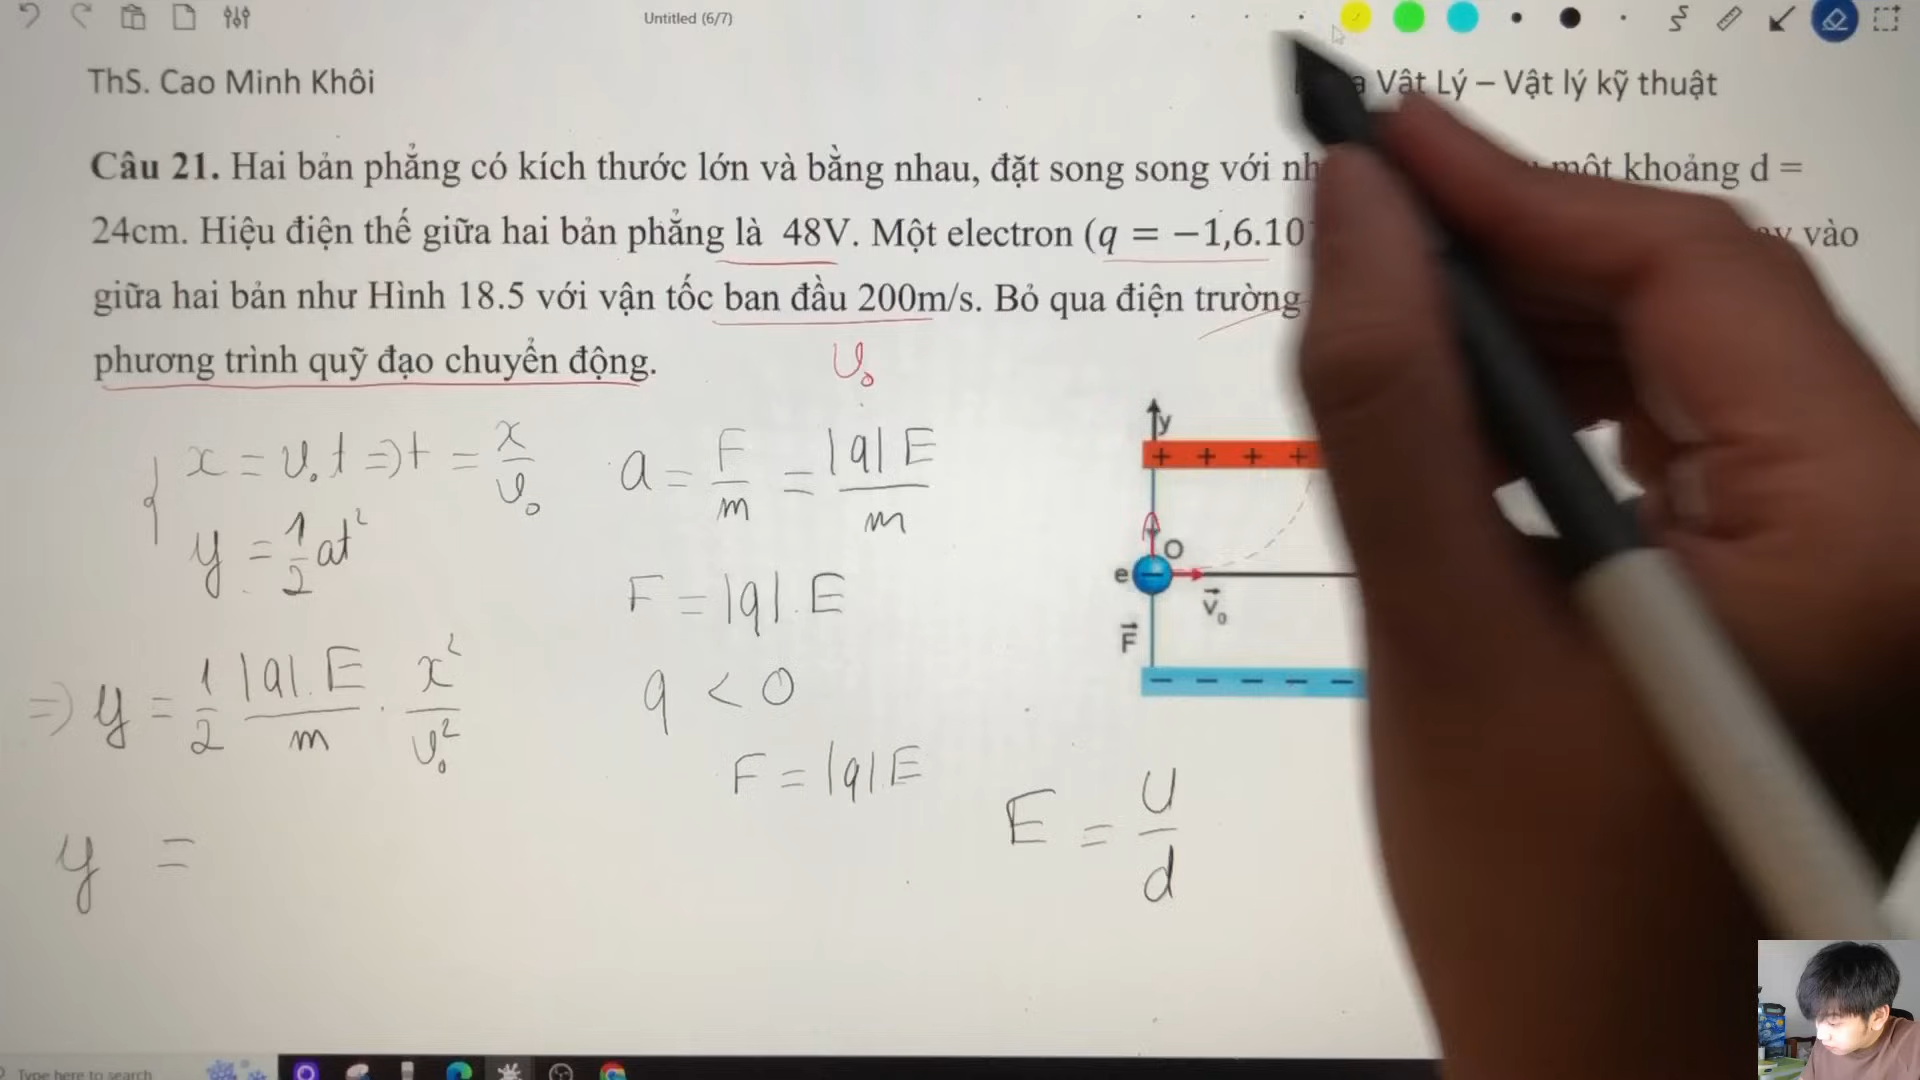 Untitled (6/7)
ThS. Cao Minh Khôi
Vật Lý – Vật lý kỹ thuật
Câu 21. Hai bản phẳng có kích thước lớn và bằng nhau, đặt song song với một khoảng d =
24cm. Hiệu điện thế giữa hai bản phẳng là 48V. Một electron (q = −1,6.10 vào
giữa hai bản như Hình 18.5 với vận tốc ban đầu 200m/s. Bỏ qua điện trường
phương trình quỹ đạo chuyển động.
v₀
x = v₀t => t = x/v₀
y = 1/2 at²
a = F/m = |q|E/m
F = |q|.E
q < 0
F = |q|E
=> y = 1/2 |q|.E/m . x²/v₀²
y =
E = U/d
y
+ + + +
O
e −
v₀
F
− − − − −
Type here to search